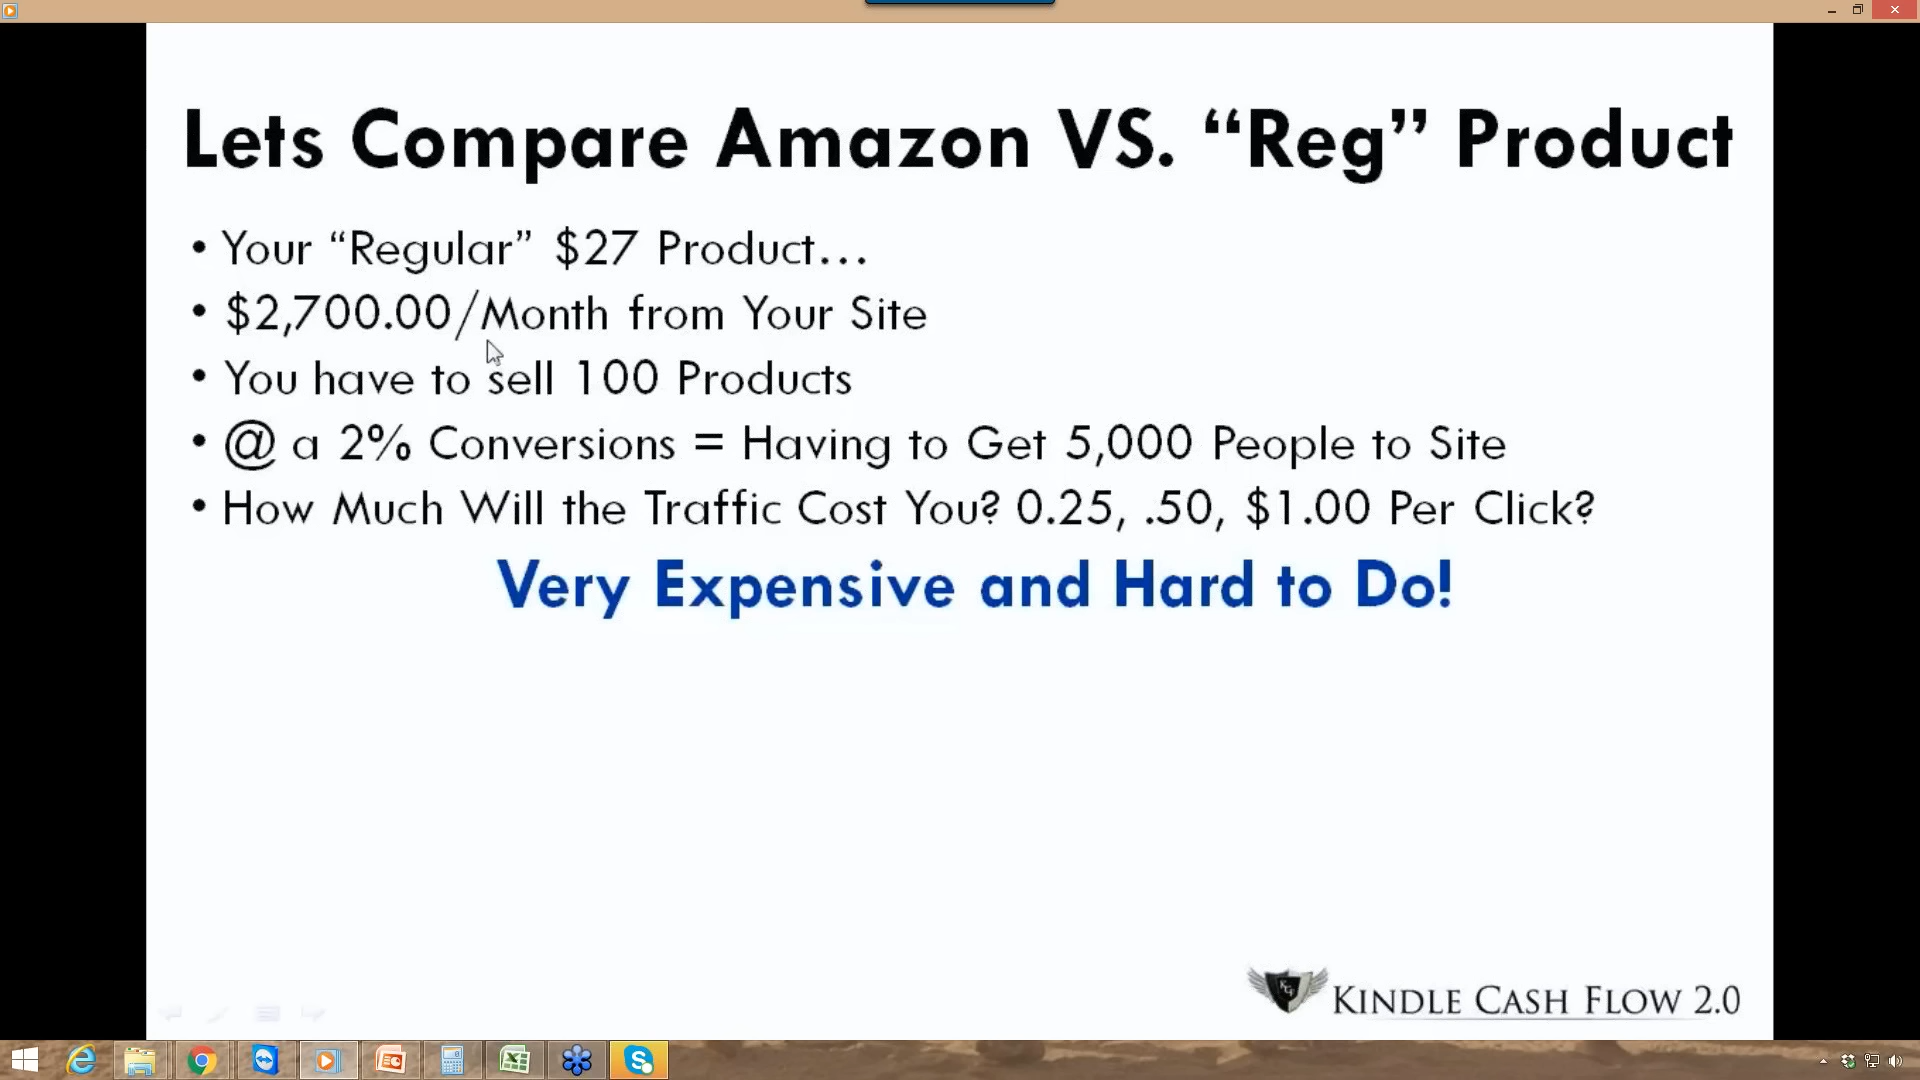 Lets Compare Amazon VS. “Reg” Product
• Your “Regular” $27 Product…
• $2,700.00/Month from Your Site
• You have to sell 100 Products
• @ a 2% Conversions = Having to Get 5,000 People to Site
• How Much Will the Traffic Cost You? 0.25, .50, $1.00 Per Click?
Very Expensive and Hard to Do!
KCF
KINDLE CASH FLOW 2.0